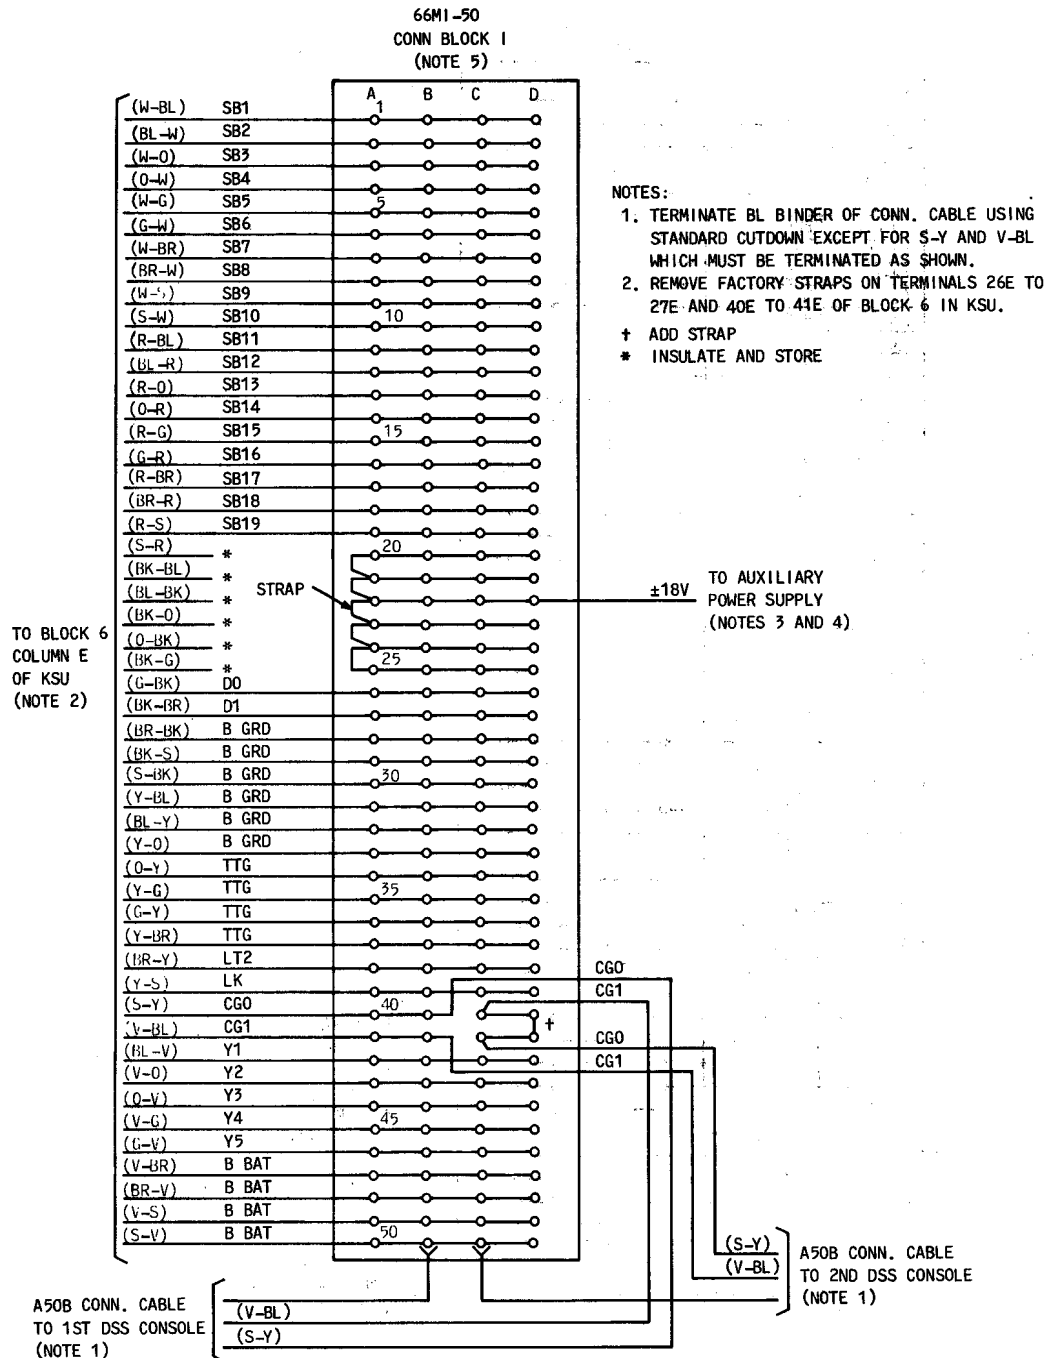 66M1-50
CONN BLOCK 1
(NOTE 5)
A B C D
(W-BL) SB1 1
(BL-W) SB2
(W-O) SB3
(O-W) SB4
(W-G) SB5 5
(G-W) SB6
(W-BR) SB7
(BR-W) SB8
(W-S) SB9
(S-W) SB10 10
(R-BL) SB11
(BL-R) SB12
(R-O) SB13
(O-R) SB14
(R-G) SB15 15
(G-R) SB16
(R-BR) SB17
(BR-R) SB18
(R-S) SB19
(S-R) * 20
(BK-BL) *
(BL-BK) *
(BK-O) *
(O-BK) *
(BK-G) * 25
STRAP
(G-BK) D0
(BK-BR) D1
(BR-BK) B GRD
(BK-S) B GRD
(S-BK) B GRD 30
(Y-BL) B GRD
(BL-Y) B GRD
(Y-O) B GRD
(O-Y) TTG
(Y-G) TTG 35
(G-Y) TTG
(Y-BR) TTG
(BR-Y) LT2
(Y-S) LK
(S-Y) CG0 40
(V-BL) CG1
(BL-V) Y1
(V-O) Y2
(O-V) Y3
(V-G) Y4 45
(G-V) Y5
(V-BR) B BAT
(BR-V) B BAT
(V-S) B BAT
(S-V) B BAT 50
TO BLOCK 6
COLUMN E
OF KSU
(NOTE 2)
NOTES:
1. TERMINATE BL BINDER OF CONN. CABLE USING
STANDARD CUTDOWN EXCEPT FOR S-Y AND V-BL
WHICH MUST BE TERMINATED AS SHOWN.
2. REMOVE FACTORY STRAPS ON TERMINALS 26E TO
27E AND 40E TO 41E OF BLOCK 6 IN KSU.
† ADD STRAP
* INSULATE AND STORE
±18V
TO AUXILIARY
POWER SUPPLY
(NOTES 3 AND 4)
CG0
CG1
†
CG0
CG1
(S-Y)
(V-BL)
A50B CONN. CABLE
TO 2ND DSS CONSOLE
(NOTE 1)
A50B CONN. CABLE
TO 1ST DSS CONSOLE
(NOTE 1)
(V-BL)
(S-Y)